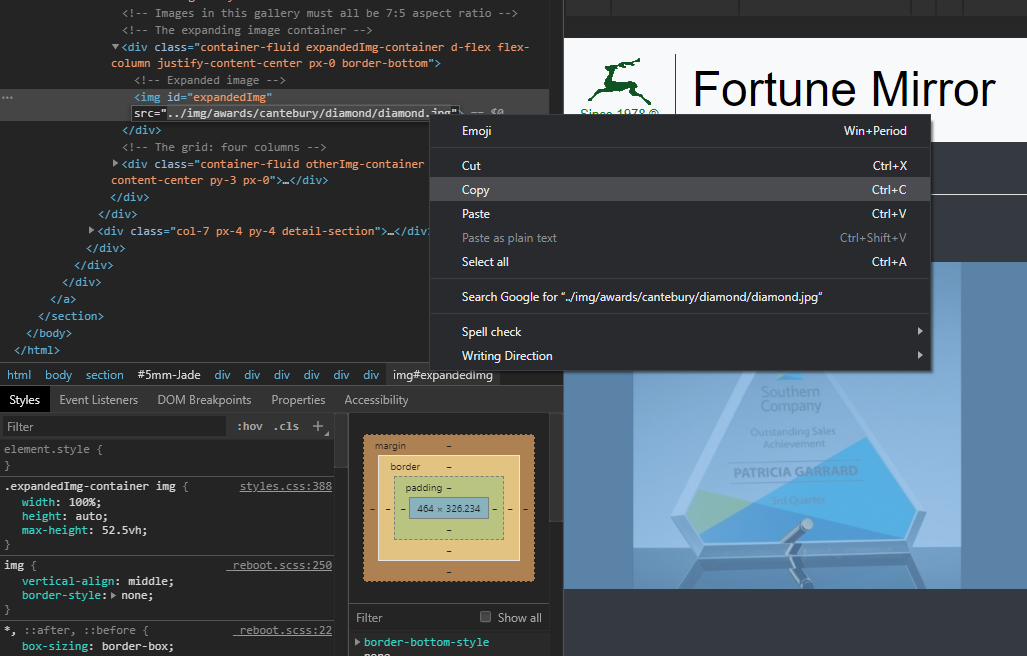 <!-- Images in this gallery must all be 7:5 aspect ratio -->
<!-- The expanding image container -->
▼<div class="container-fluid expandedImg-container d-flex flex-
column justify-content-center px-0 border-bottom">
<!-- Expanded image -->
<img id="expandedImg"
src="../img/awards/cantebury/diamond/diamond.jpg"> == $0
</div>
<!-- The grid: four columns -->
▶<div class="container-fluid otherImg-container
content-center py-3 px-0">…</div>
</div>
</div>
▶<div class="col-7 px-4 py-4 detail-section">…</div>
</div>
</div>
</div>
</a>
</section>
</body>
</html>
html body section #5mm-Jade div div div div div div img#expandedImg
Styles Event Listeners DOM Breakpoints Properties Accessibility
Filter :hov .cls +
element.style {
}
.expandedImg-container img { styles.css:388
width: 100%;
height: auto;
max-height: 52.5vh;
}
img { _reboot.scss:250
vertical-align: middle;
border-style:▶ none;
}
*, ::after, ::before { _reboot.scss:22
box-sizing: border-box;
margin –
border –
padding –
– – – 464 × 326.234 – – –
–
–
–
Filter Show all
▶ border-bottom-style
none
Fortune Mirror
Since 1978 ®
Emoji Win+Period
Cut Ctrl+X
Copy Ctrl+C
Paste Ctrl+V
Paste as plain text Ctrl+Shift+V
Select all Ctrl+A
Search Google for “../img/awards/cantebury/diamond/diamond.jpg”
Spell check
Writing Direction
Southern
Company
Outstanding Sales
Achievement
PATRICIA GARRARD
3rd Quarter